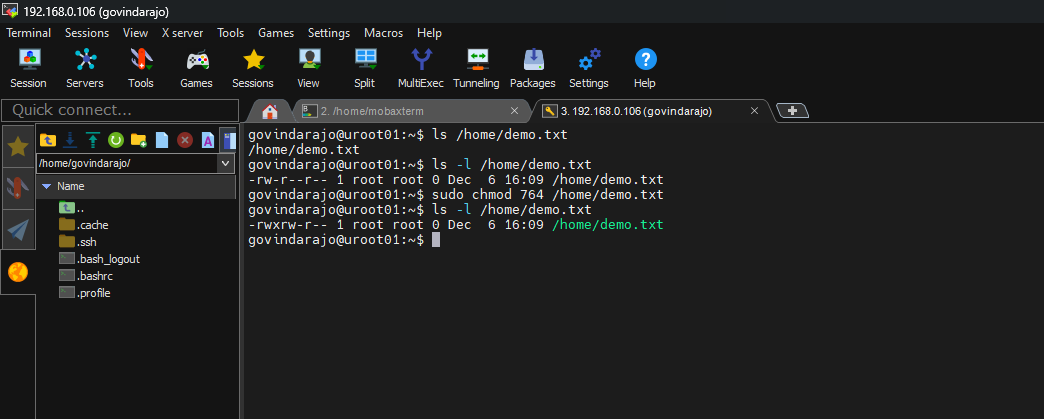 192.168.0.106 (govindarajo)
Terminal Sessions View X server Tools Games Settings Macros Help
Session Servers Tools Games Sessions View Split MultiExec Tunneling Packages Settings Help
Quick connect...
2. /home/mobaxterm
3. 192.168.0.106 (govindarajo)
/home/govindarajo/
Name
..
.cache
.ssh
.bash_logout
.bashrc
.profile
govindarajo@uroot01:~$ ls /home/demo.txt
/home/demo.txt
govindarajo@uroot01:~$ ls -l /home/demo.txt
-rw-r--r-- 1 root root 0 Dec  6 16:09 /home/demo.txt
govindarajo@uroot01:~$ sudo chmod 764 /home/demo.txt
govindarajo@uroot01:~$ ls -l /home/demo.txt
-rwxrw-r-- 1 root root 0 Dec  6 16:09 /home/demo.txt
govindarajo@uroot01:~$